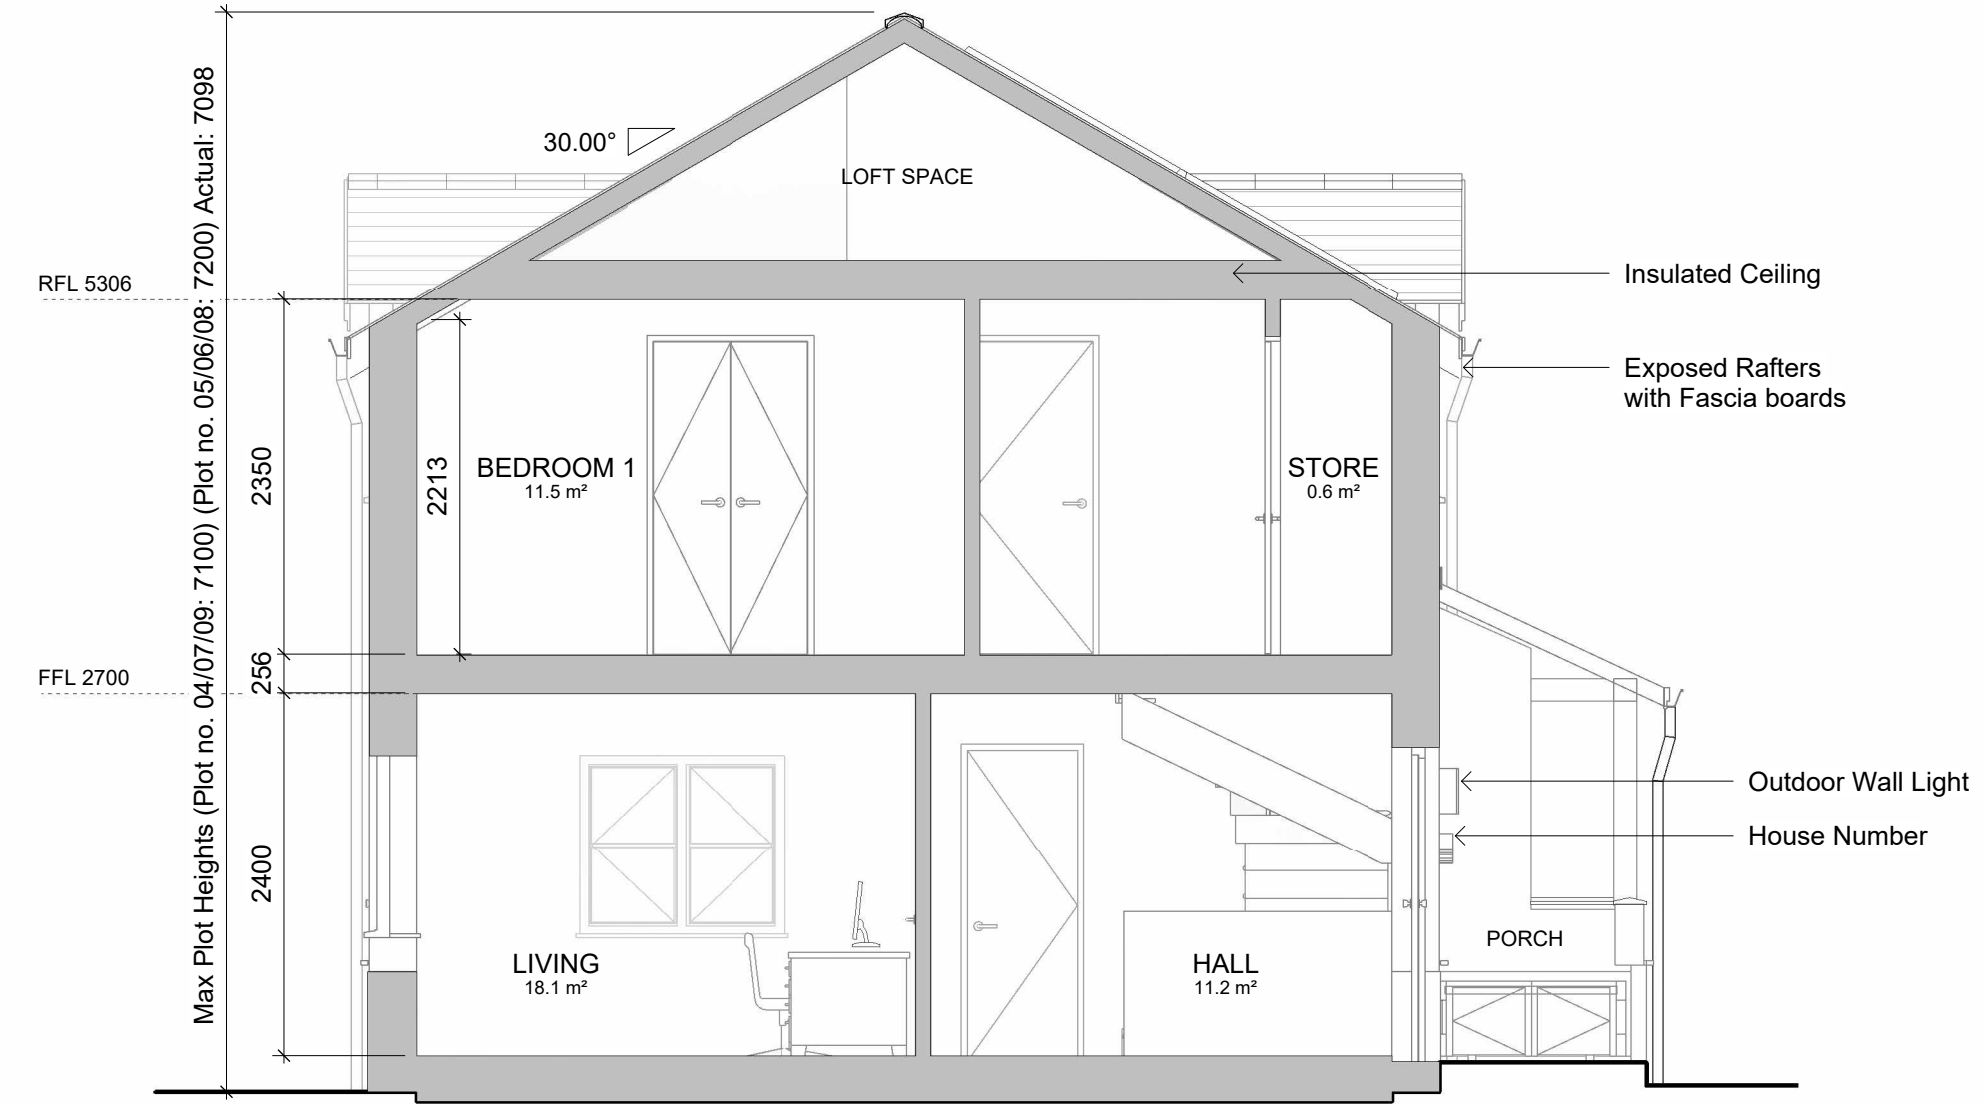 Max Plot Heights (Plot no. 04/07/09: 7100) (Plot no. 05/06/08: 7200) Actual: 7098
30.00°
LOFT SPACE
RFL 5306
Insulated Ceiling
Exposed Rafters
with Fascia boards
2350
2213
BEDROOM 1
11.5 m²
STORE
0.6 m²
FFL 2700
256
Outdoor Wall Light
House Number
2400
PORCH
LIVING
18.1 m²
HALL
11.2 m²